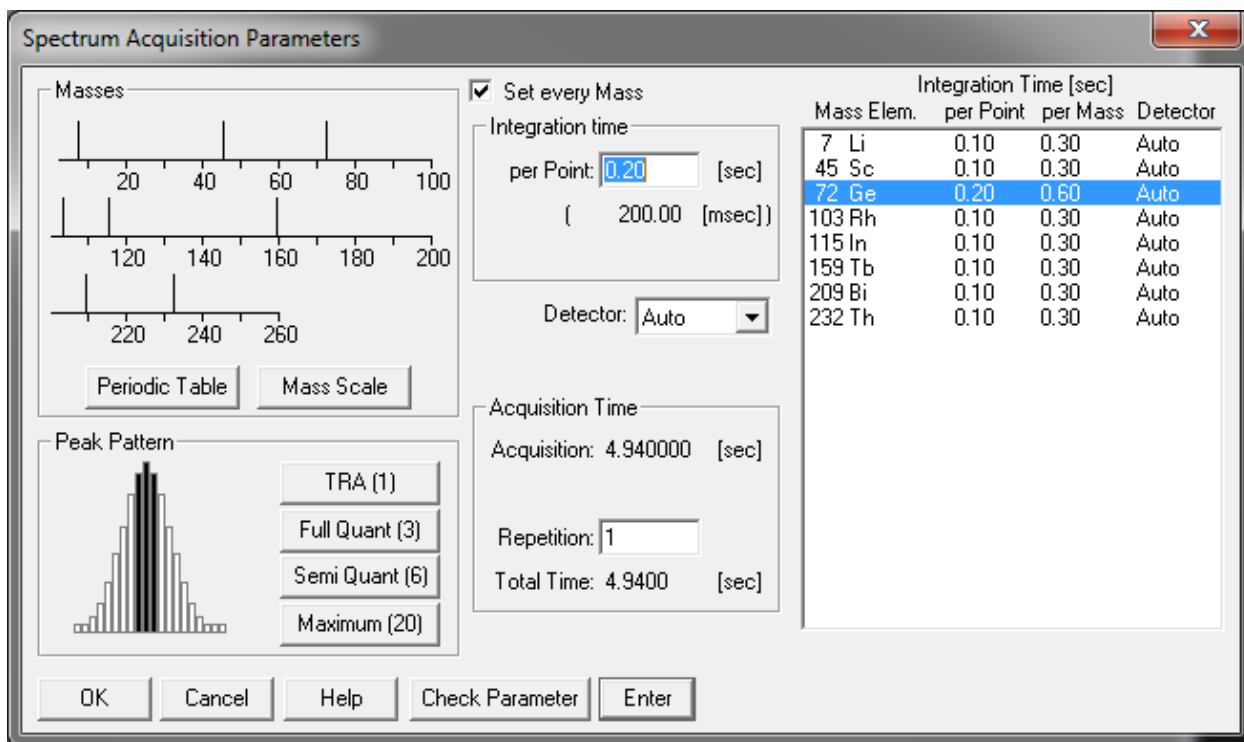 Spectrum Acquisition Parameters
Masses
20 40 60 80 100
120 140 160 180 200
220 240 260
Periodic Table Mass Scale
Peak Pattern
TRA (1)
Full Quant (3)
Semi Quant (6)
Maximum (20)
Set every Mass
Integration time
per Point: 0.20 [sec]
( 200.00 [msec])
Detector: Auto
Acquisition Time
Acquisition: 4.940000 [sec]
Repetition: 1
Total Time: 4.9400 [sec]
Integration Time [sec]
Mass Elem. per Point per Mass Detector
7 Li 0.10 0.30 Auto
45 Sc 0.10 0.30 Auto
72 Ge 0.20 0.60 Auto
103 Rh 0.10 0.30 Auto
115 In 0.10 0.30 Auto
159 Tb 0.10 0.30 Auto
209 Bi 0.10 0.30 Auto
232 Th 0.10 0.30 Auto
OK Cancel Help Check Parameter Enter